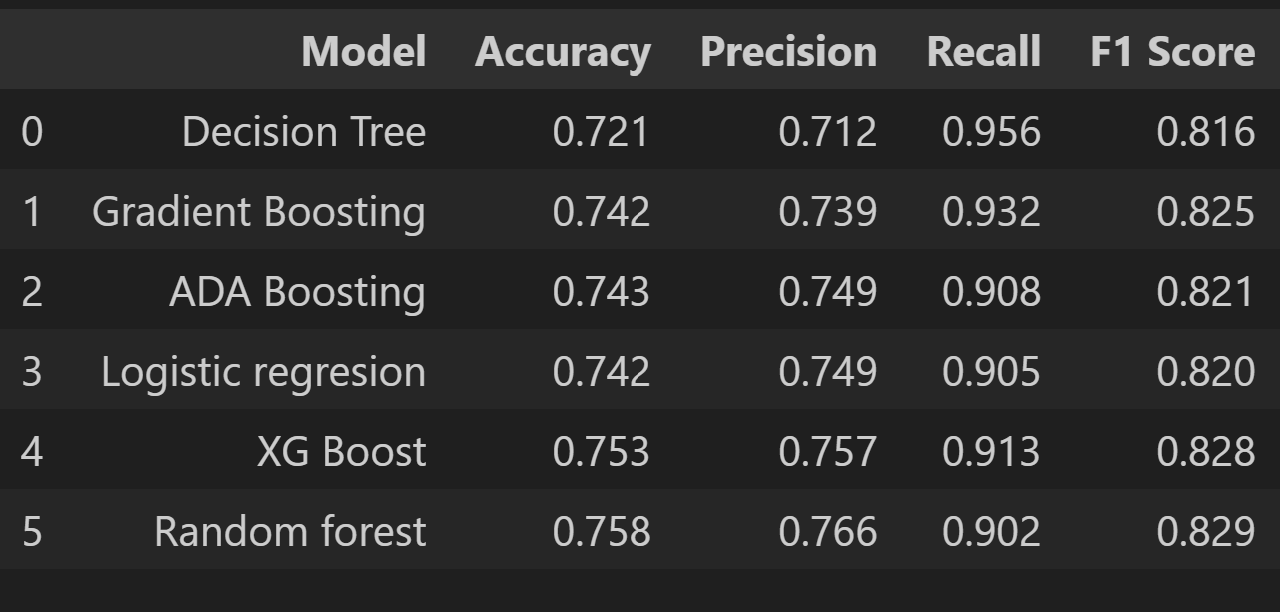 Model Accuracy Precision Recall F1 Score
0 Decision Tree 0.721 0.712 0.956 0.816
1 Gradient Boosting 0.742 0.739 0.932 0.825
2 ADA Boosting 0.743 0.749 0.908 0.821
3 Logistic regresion 0.742 0.749 0.905 0.820
4 XG Boost 0.753 0.757 0.913 0.828
5 Random forest 0.758 0.766 0.902 0.829